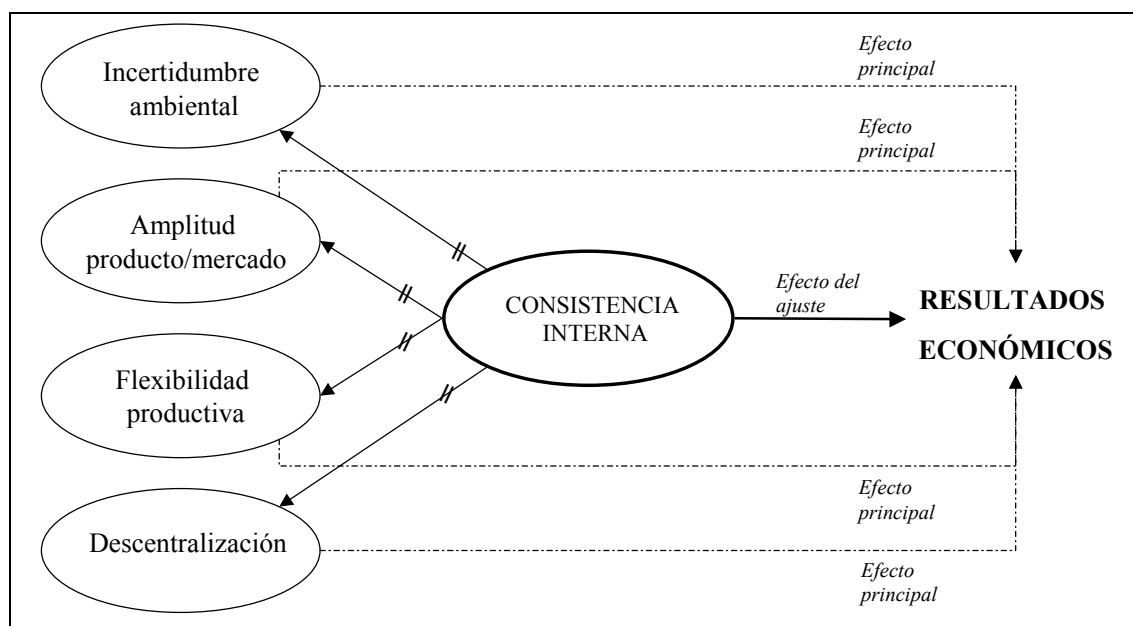 Incertidumbre
ambiental
Efecto
principal
Efecto
principal
Amplitud
producto/mercado
CONSISTENCIA
INTERNA
Efecto del
ajuste
RESULTADOS
ECONÓMICOS
Flexibilidad
productiva
Efecto
principal
Descentralización
Efecto
principal